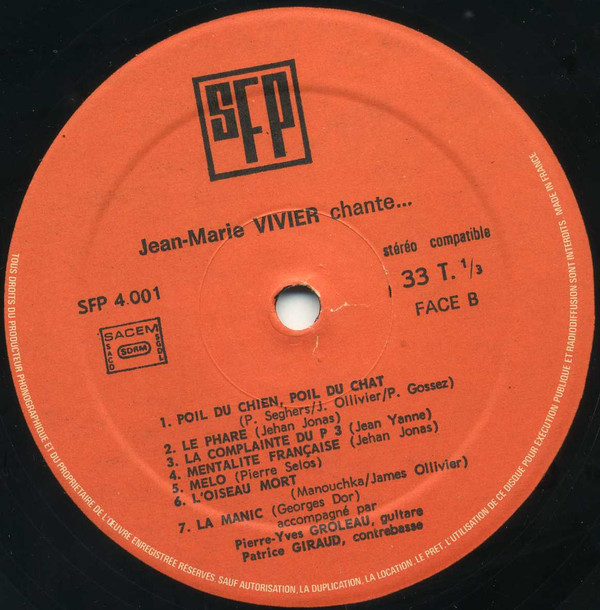 SFP
Jean-Marie VIVIER chante...
stéréo compatible
SFP 4.001
33 T. 1/3
FACE B
SACEM
SACD
SDRM
SGDL
1. POIL DU CHIEN, POIL DU CHAT
(P. Seghers/J. Ollivier/P. Gossez)
2. LE PHARE (Jehan Jonas)
3. LA COMPLAINTE DU P 3 (Jean Yanne)
4. MENTALITE FRANÇAISE (Jehan Jonas)
5. MELO (Pierre Selos)
6. L'OISEAU MORT
(Manouchka/James Ollivier)
7. LA MANIC (Georges Dor)
accompagné par
Pierre-Yves GROLEAU, guitare
Patrice GIRAUD, contrebasse
TOUS DROITS DU PRODUCTEUR PHONOGRAPHIQUE ET DU PROPRIETAIRE DE L'ŒUVRE ENREGISTREE RESERVES SAUF AUTORISATION, LA DUPLICATION, LA LOCATION, LE PRET, L'UTILISATION DE CE DISQUE POUR EXECUTION PUBLIQUE ET RADIODIFFUSION SONT INTERDITS MADE IN FRANCE